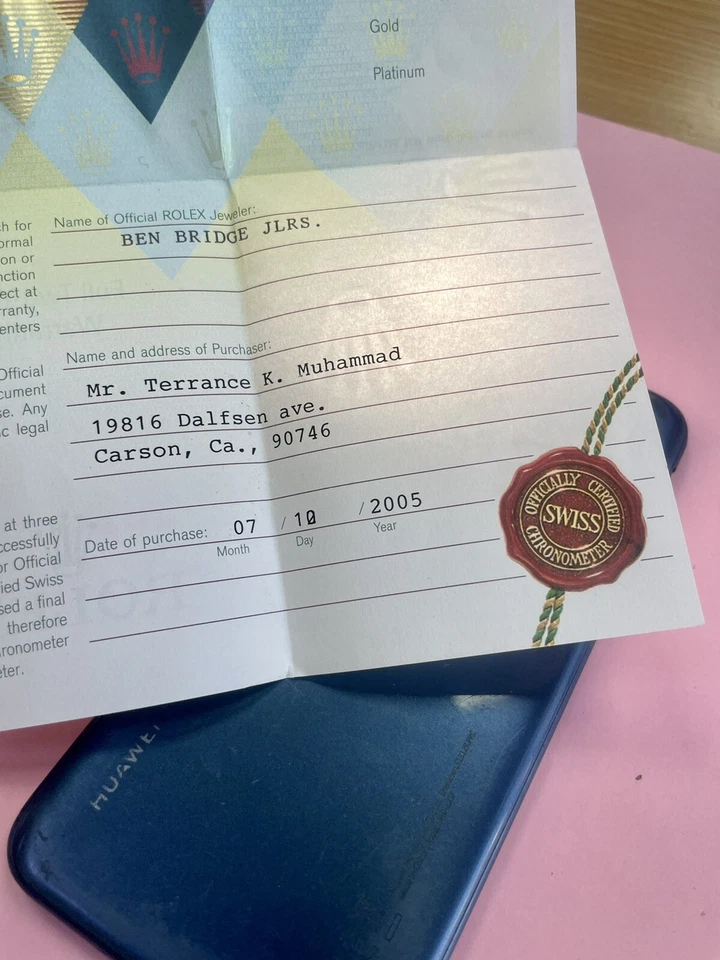 Gold
Platinum
Name of Official ROLEX Jeweler:
BEN BRIDGE JLRS.
Name and address of Purchaser:
Mr. Terrance K. Muhammad
19816 Dalfsen ave.
Carson, Ca., 90746
Date of purchase: 07 / 10 / 2005
Month Day Year
ch for
ormal
on or
nction
ect at
rranty,
enters
Official
cument
se. Any
c legal
at three
ccessfully
or Official
ied Swiss
sed a final
therefore
ronometer
eter.
OFFICIALLY CERTIFIED
SWISS
CHRONOMETER
HUAWEI